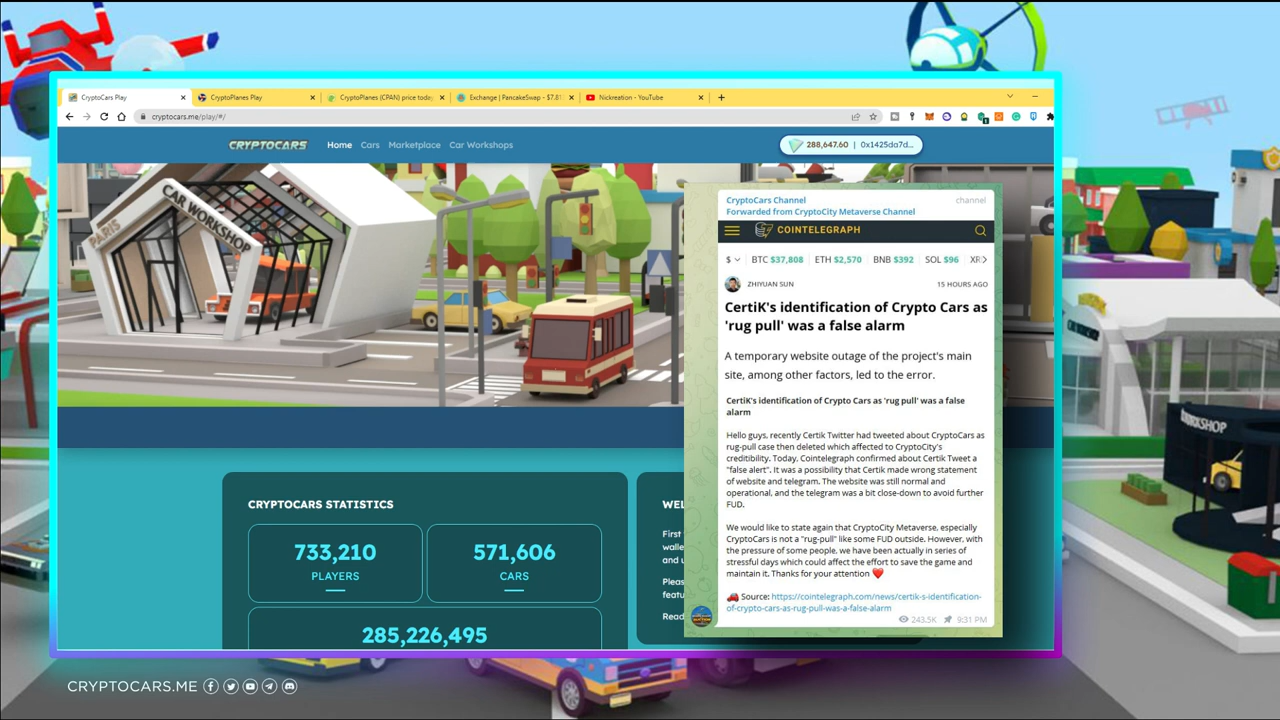 CryptoCars Play
CryptoPlanes Play
CryptoPlanes (CPAN) price today,
Exchange | PancakeSwap - $7.81
Nickreation - YouTube
cryptocars.me/play/#/
CRYPTOCARS
Home
Cars
Marketplace
Car Workshops
288,647.60 | 0x1425da7d...
PARIS
CAR WORKSHOP
CRYPTOCARS STATISTICS
733,210
PLAYERS
571,606
CARS
285,226,495
WEL
First
walle
and u
Pleas
featu
Read
CryptoCars Channel
channel
Forwarded from CryptoCity Metaverse Channel
COINTELEGRAPH
$ BTC $37,808 ETH $2,570 BNB $392 SOL $96 XR
ZHIYUAN SUN
15 HOURS AGO
CertiK's identification of Crypto Cars as
'rug pull' was a false alarm
A temporary website outage of the project's main
site, among other factors, led to the error.
CertiK's identification of Crypto Cars as 'rug pull' was a false
alarm
Hello guys, recently Certik Twitter had tweeted about CryptoCars as
rug-pull case then deleted which affected to CryptoCity's
creditibility. Today, Cointelegraph confirmed about Certik Tweet a
"false alert". It was a possibility that Certik made wrong statement
of website and telegram. The website was still normal and
operational, and the telegram was a bit close-down to avoid further
FUD.
We would like to state again that CryptoCity Metaverse, especially
CryptoCars is not a "rug-pull" like some FUD outside. However, with
the pressure of some people, we have been actually in series of
stressful days which could affect the effort to save the game and
maintain it. Thanks for your attention ❤️
🚗 Source: https://cointelegraph.com/news/certik-s-identification-
of-crypto-cars-as-rug-pull-was-a-false-alarm
243.5K 9:31 PM
CRYPTOCARS.ME